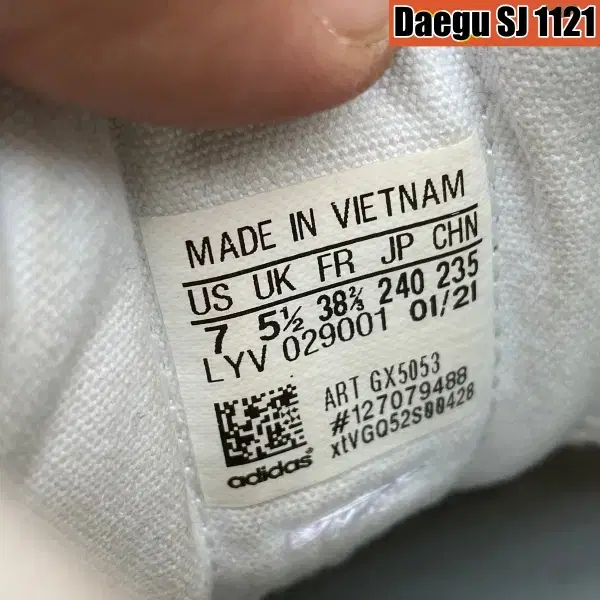 Daegu SJ 1121
MADE IN VIETNAM
US UK FR JP CHN
7 5½ 38⅔ 240 235
LYV 029001 01/21
ART GX5053
#127079488
xtVGQ52S00428
adidas®